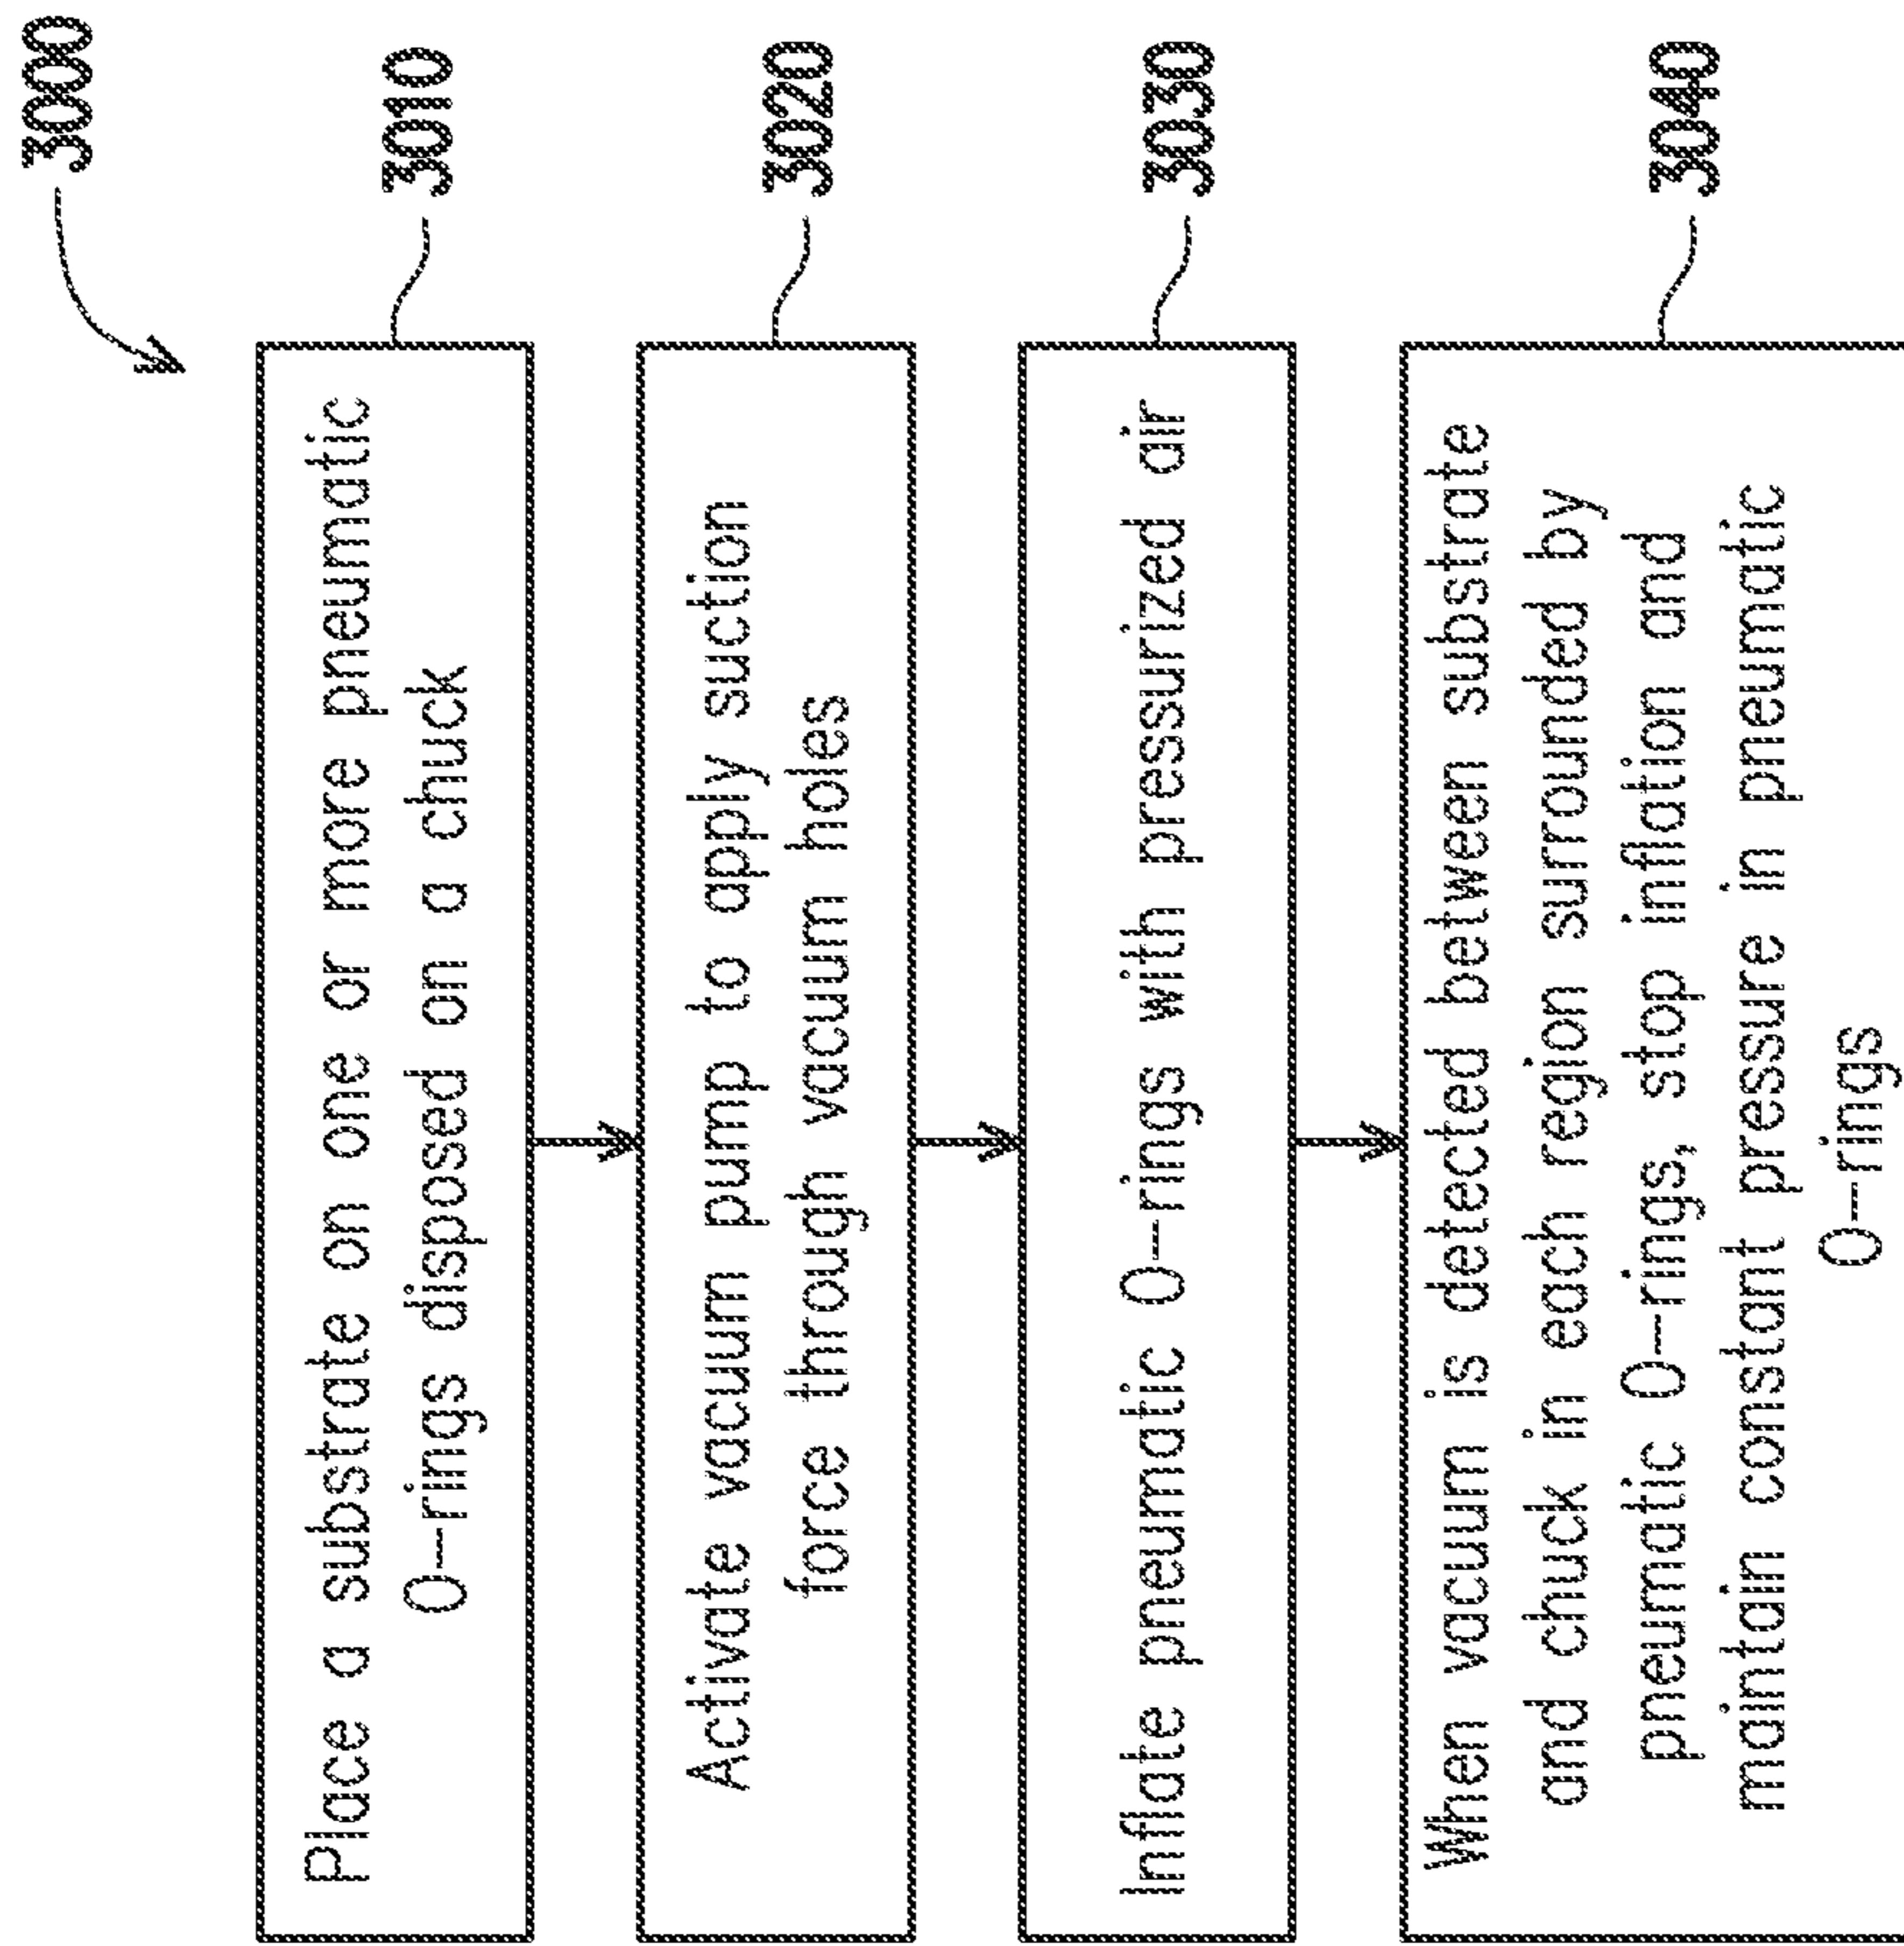 3000
Place a substrate on one or more pneumatic
O-rings disposed on a chuck
3010
Activate vacuum pump to apply suction
force through vacuum holes
3020
Inflate pneumatic O-rings with pressurized air
3030
When vacuum is detected between substrate
and chuck in each region surrounded by
pneumatic O-rings, stop inflation and
maintain constant pressure in pneumatic
O-rings
3040